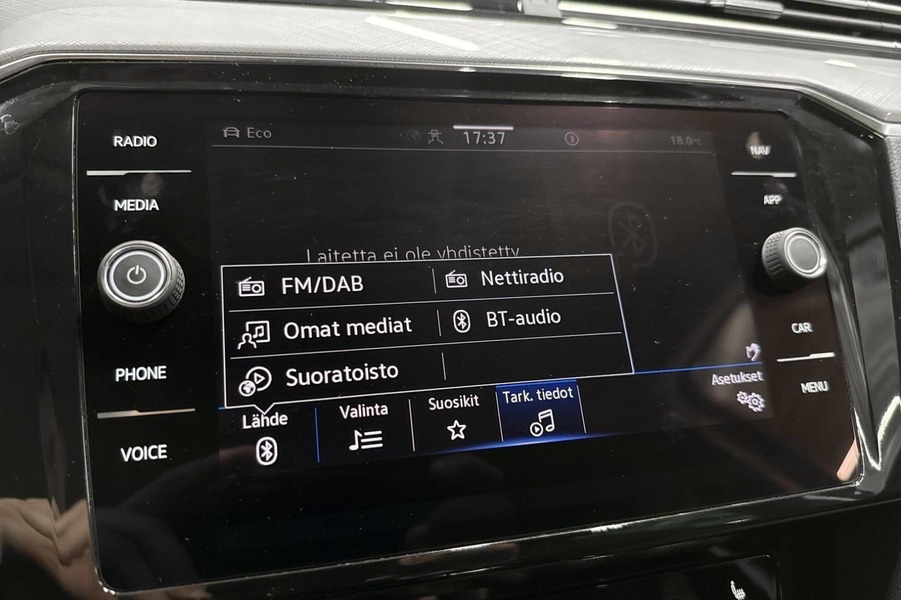 RADIO
MEDIA
PHONE
VOICE
Eco
17:37
3
18.0°C
NAV
APP
CAR
MENU
Laitetta ei ole yhdistetty
FM/DAB
Nettiradio
Omat mediat
BT-audio
Suoratoisto
Lähde
Valinta
Suosikit
Tark. tiedot
Asetukset